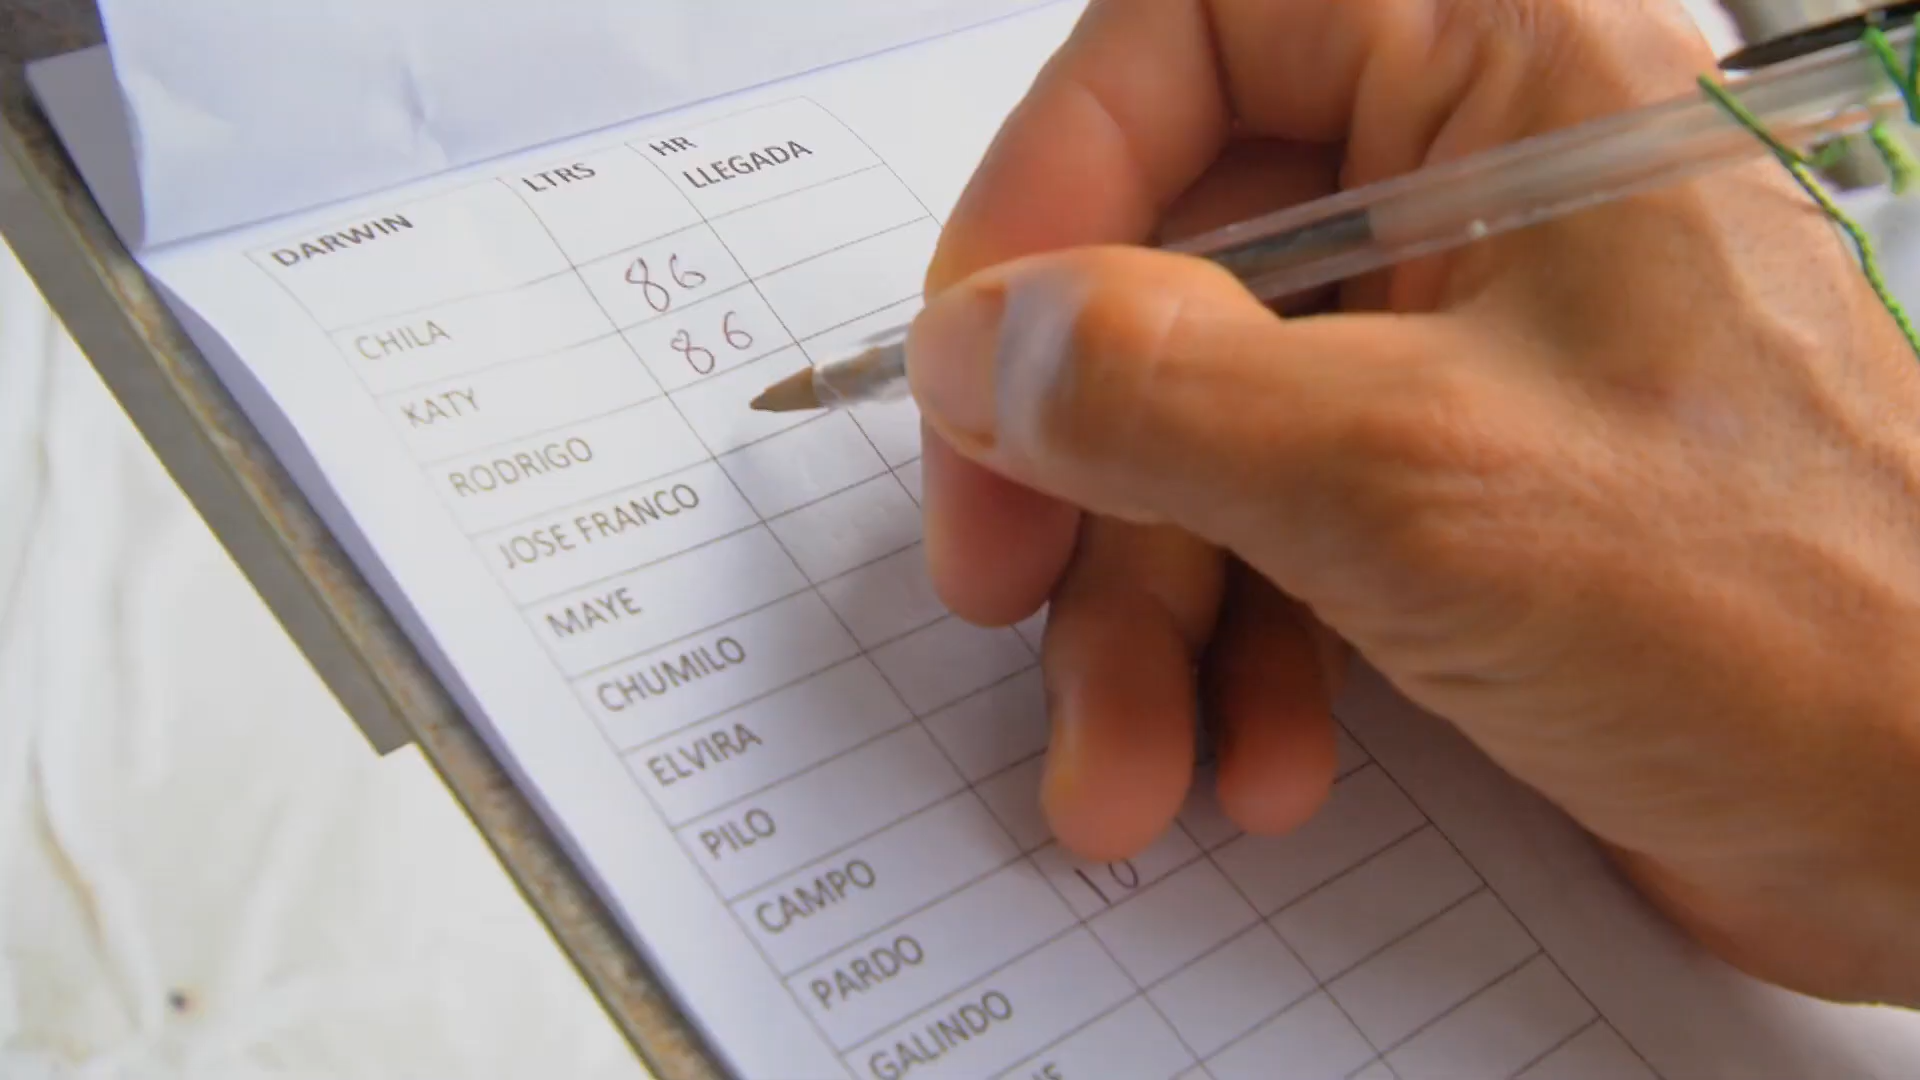 DARWIN LTRS HR LLEGADA
CHILA 86
KATY 86
RODRIGO
JOSE FRANCO
MAYE
CHUMILO
ELVIRA
PILO
CAMPO 10
PARDO
GALINDO